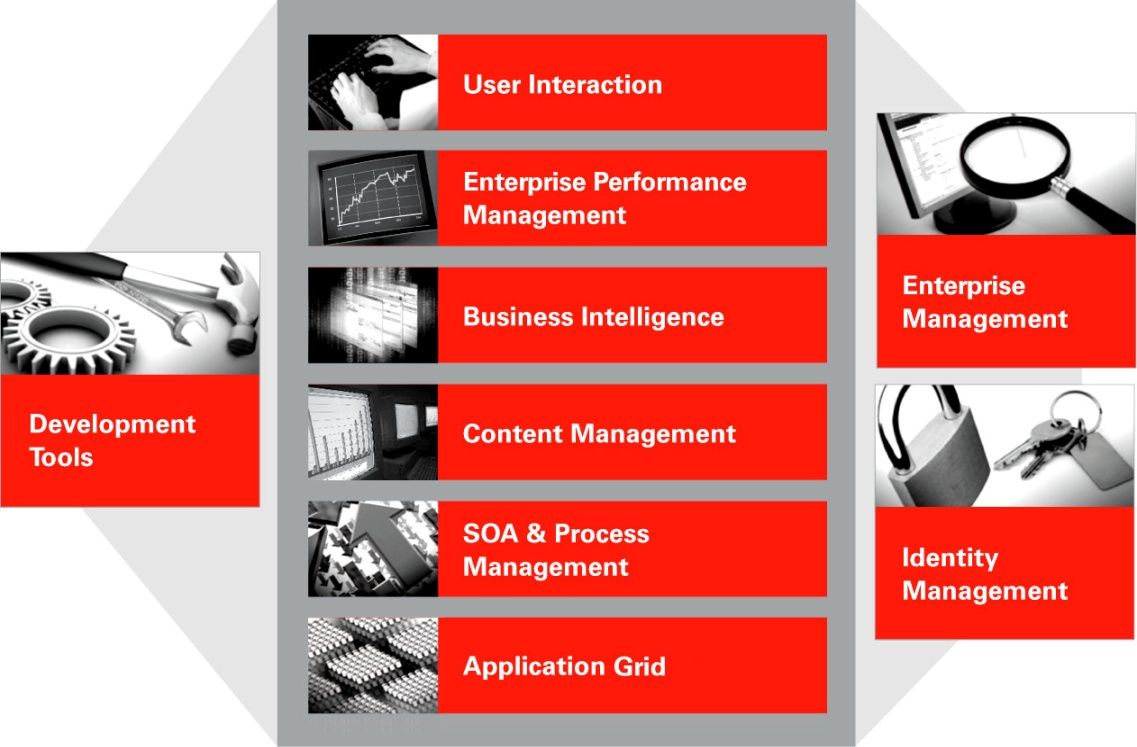 User Interaction
Enterprise Performance
Management
Business Intelligence
Content Management
SOA & Process
Management
Application Grid
Development
Tools
Enterprise
Management
Identity
Management